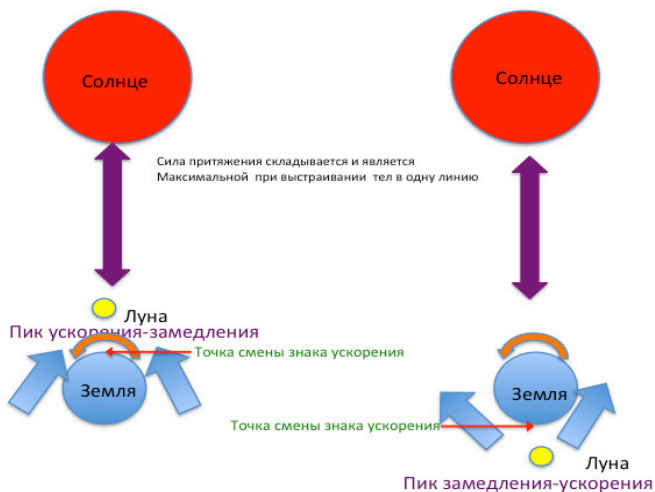 Солнце
Солнце
Сила притяжения складывается и является
Максимальной при выстраивании тел в одну линию
Луна
Пик ускорения-замедления
Точка смены знака ускорения
Земля
Земля
Точка смены знака ускорения
Луна
Пик замедления-ускорения